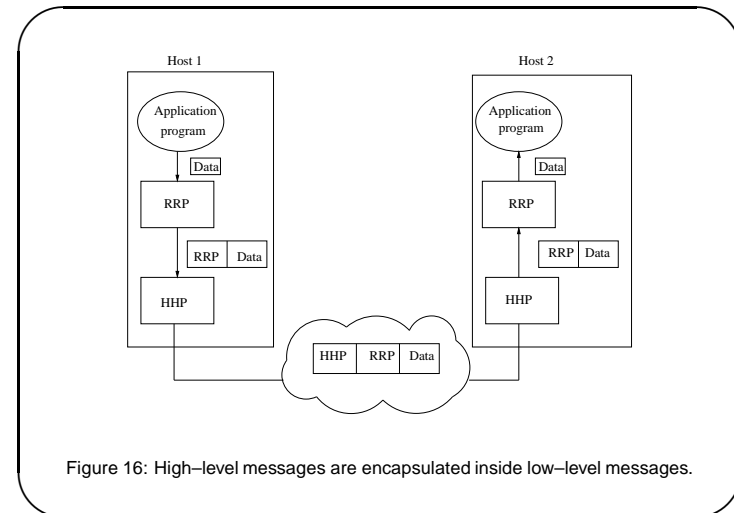 Host 1
Host 2
Application
program
Application
program
Data
Data
RRP
RRP
RRP Data
RRP Data
HHP
HHP
HHP RRP Data
Figure 16: High–level messages are encapsulated inside low–level messages.